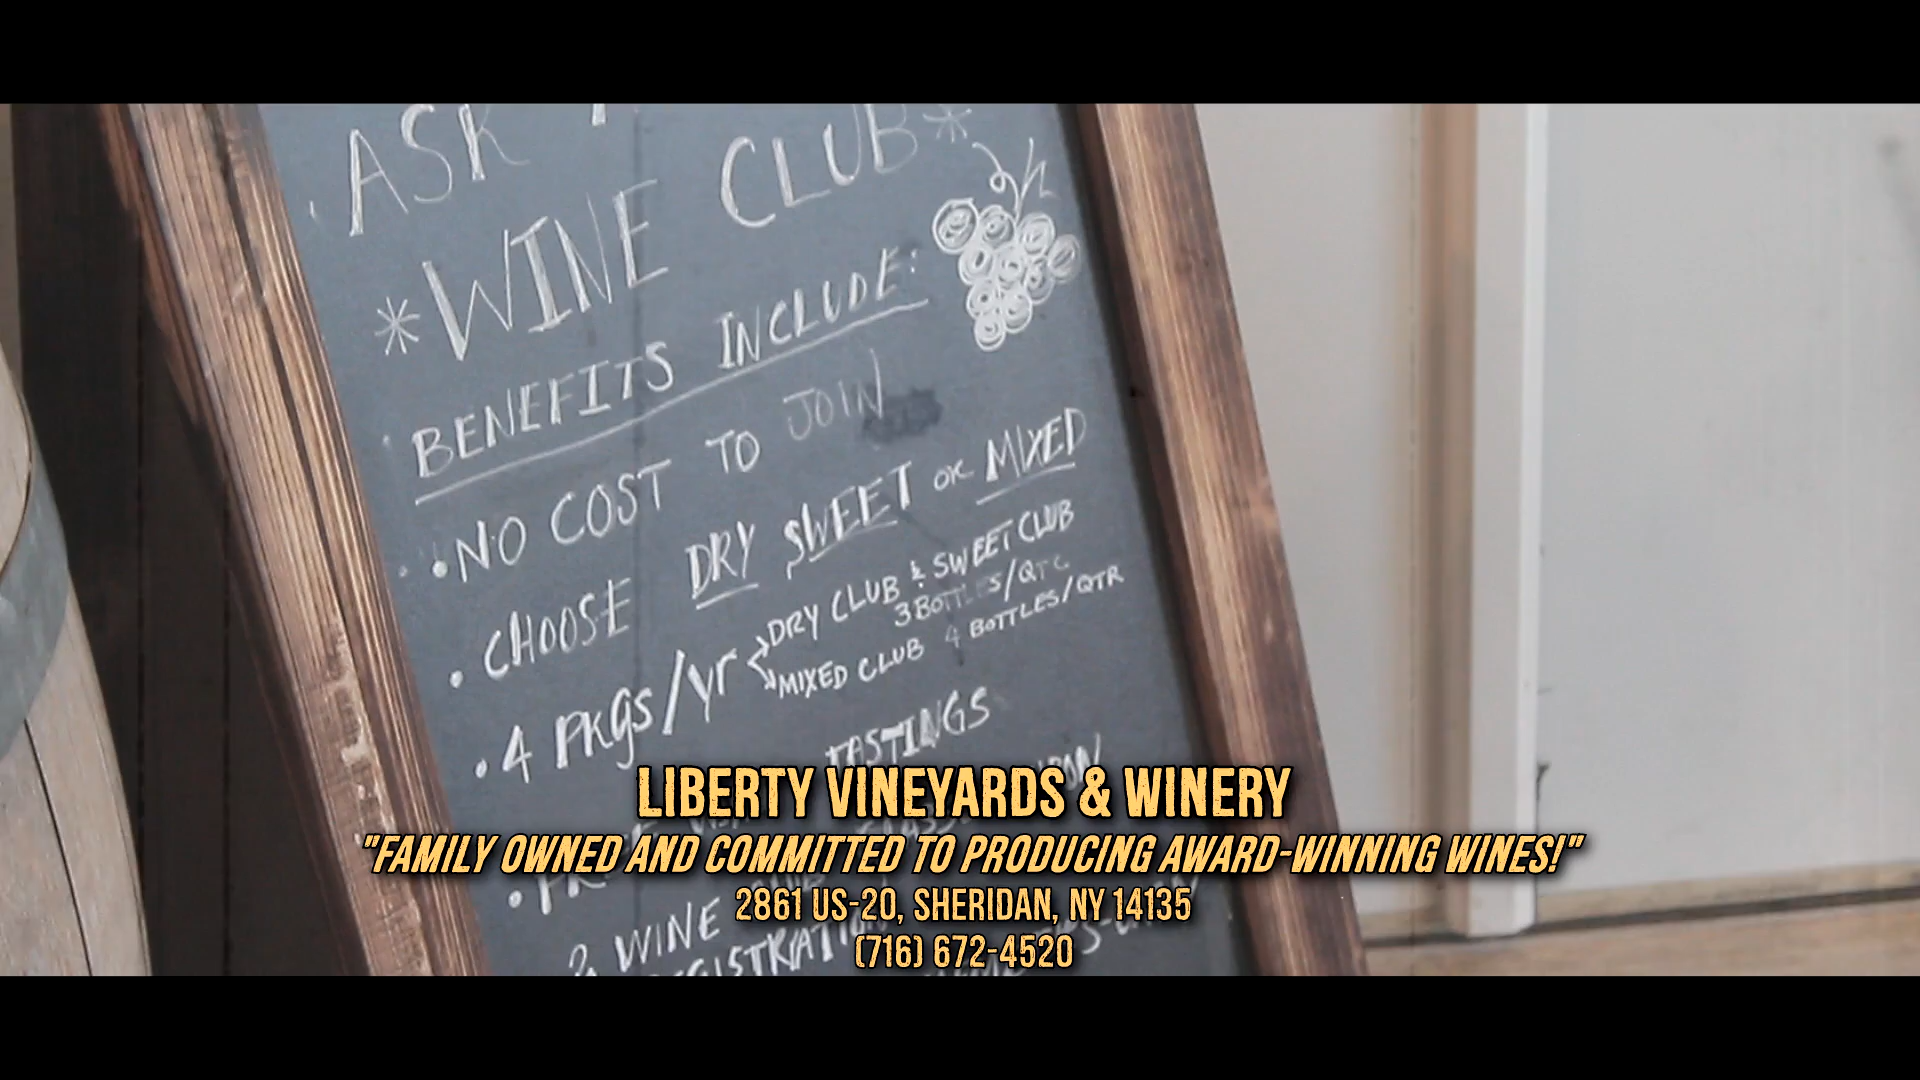 ASK
*WINE CLUB*
BENEFITS INCLUDE:
• NO COST TO JOIN
• CHOOSE DRY SWEET OR MIXED
• 4 PKGS/yr DRY CLUB & SWEET CLUB
3 BOTTLES/QTR
MIXED CLUB 4 BOTTLES/QTR
TASTINGS
LIBERTY VINEYARDS & WINERY
"FAMILY OWNED AND COMMITTED TO PRODUCING AWARD-WINNING WINES!"
2861 US-20, SHERIDAN, NY 14135
2 WINE
(716) 672-4520